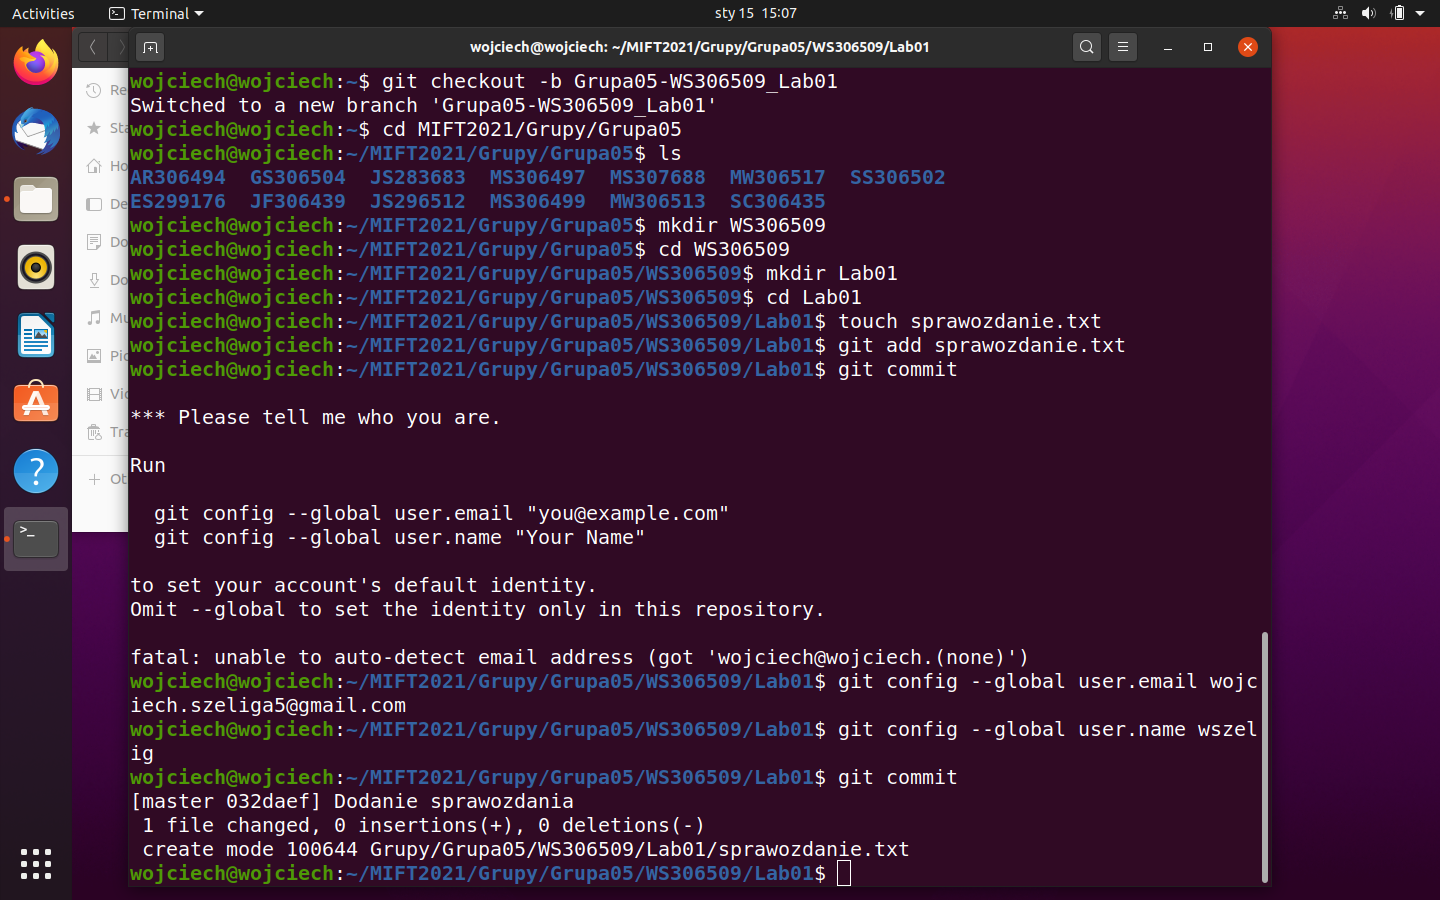 Activities
Terminal
sty 15 15:07
wojciech@wojciech: ~/MIFT2021/Grupy/Grupa05/WS306509/Lab01
Re
Sta
Ho
De
Do
Do
Mu
Pic
Vid
Tra
Ot
wojciech@wojciech:~$ git checkout -b Grupa05-WS306509_Lab01
Switched to a new branch 'Grupa05-WS306509_Lab01'
wojciech@wojciech:~$ cd MIFT2021/Grupy/Grupa05
wojciech@wojciech:~/MIFT2021/Grupy/Grupa05$ ls
AR306494 GS306504 JS283683 MS306497 MS307688 MW306517 SS306502
ES299176 JF306439 JS296512 MS306499 MW306513 SC306435
wojciech@wojciech:~/MIFT2021/Grupy/Grupa05$ mkdir WS306509
wojciech@wojciech:~/MIFT2021/Grupy/Grupa05$ cd WS306509
wojciech@wojciech:~/MIFT2021/Grupy/Grupa05/WS306509$ mkdir Lab01
wojciech@wojciech:~/MIFT2021/Grupy/Grupa05/WS306509$ cd Lab01
wojciech@wojciech:~/MIFT2021/Grupy/Grupa05/WS306509/Lab01$ touch sprawozdanie.txt
wojciech@wojciech:~/MIFT2021/Grupy/Grupa05/WS306509/Lab01$ git add sprawozdanie.txt
wojciech@wojciech:~/MIFT2021/Grupy/Grupa05/WS306509/Lab01$ git commit
*** Please tell me who you are.
Run
git config --global user.email "you@example.com"
git config --global user.name "Your Name"
to set your account's default identity.
Omit --global to set the identity only in this repository.
fatal: unable to auto-detect email address (got 'wojciech@wojciech.(none)')
wojciech@wojciech:~/MIFT2021/Grupy/Grupa05/WS306509/Lab01$ git config --global user.email wojc
iech.szeliga5@gmail.com
wojciech@wojciech:~/MIFT2021/Grupy/Grupa05/WS306509/Lab01$ git config --global user.name wszel
ig
wojciech@wojciech:~/MIFT2021/Grupy/Grupa05/WS306509/Lab01$ git commit
[master 032daef] Dodanie sprawozdania
1 file changed, 0 insertions(+), 0 deletions(-)
create mode 100644 Grupy/Grupa05/WS306509/Lab01/sprawozdanie.txt
wojciech@wojciech:~/MIFT2021/Grupy/Grupa05/WS306509/Lab01$